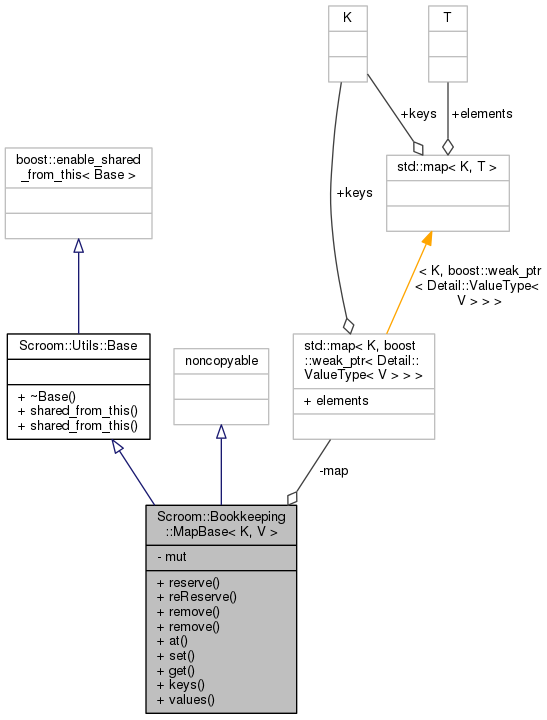 K
T
+keys
+elements
boost::enable_shared
_from_this< Base >
std::map< K, T >
+keys
< K, boost::weak_ptr
< Detail::ValueType<
V > > >
Scroom::Utils::Base
+ ~Base()
+ shared_from_this()
+ shared_from_this()
noncopyable
std::map< K, boost
::weak_ptr< Detail::
ValueType< V > > >
+ elements
-map
Scroom::Bookkeeping
::MapBase< K, V >
- mut
+ reserve()
+ reReserve()
+ remove()
+ remove()
+ at()
+ set()
+ get()
+ keys()
+ values()